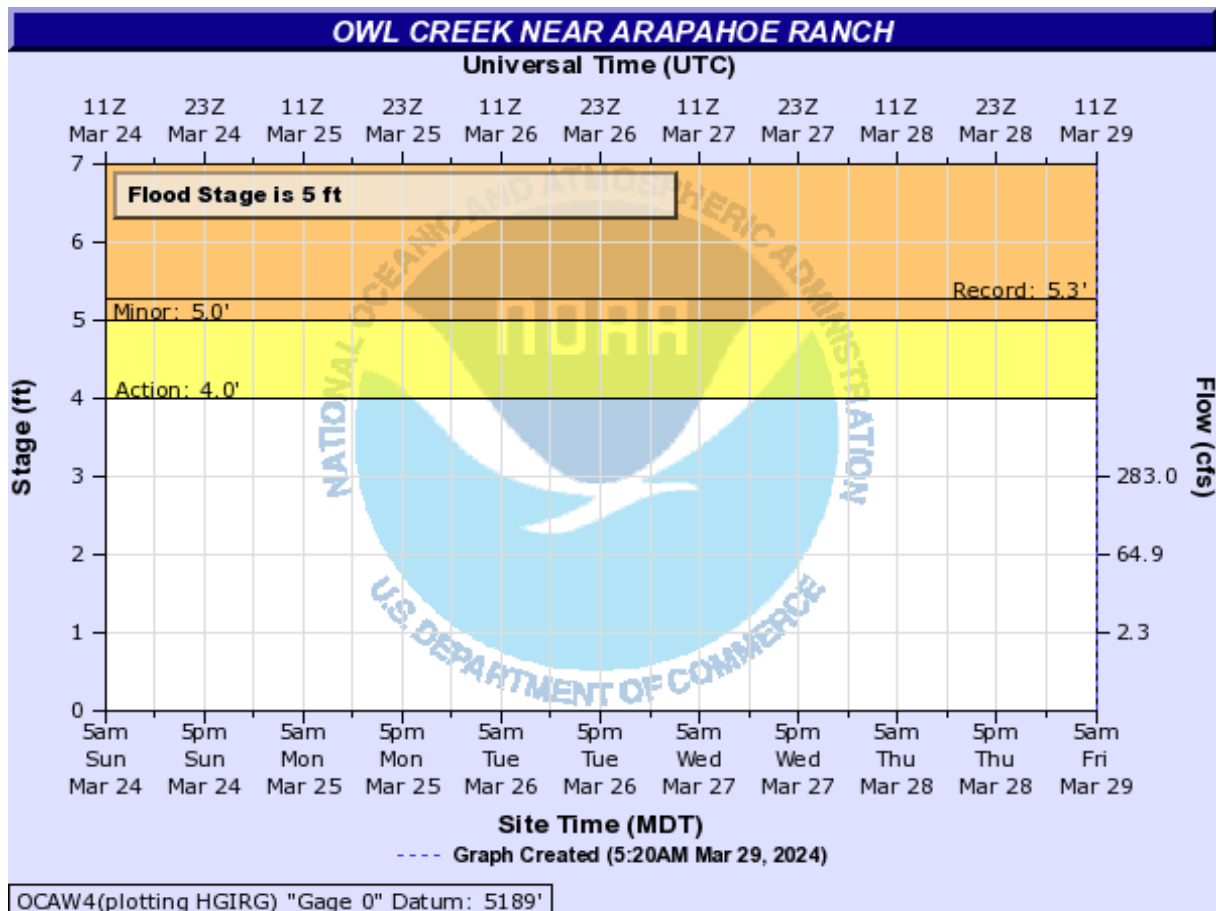 OWL CREEK NEAR ARAPAHOE RANCH
Universal Time (UTC)
11Z 23Z 11Z 23Z 11Z 23Z 11Z 23Z 11Z 23Z 11Z
Mar 24 Mar 24 Mar 25 Mar 25 Mar 26 Mar 26 Mar 27 Mar 27 Mar 28 Mar 28 Mar 29
7
Flood Stage is 5 ft
6
Record: 5.3'
Minor: 5.0'
5
Action: 4.0'
4
3
283.0
2
64.9
1
2.3
0
Stage (ft)
Flow (cfs)
NATIONAL OCEANIC AND ATMOSPHERIC ADMINISTRATION
NOAA
U.S. DEPARTMENT OF COMMERCE
5am 5pm 5am 5pm 5am 5pm 5am 5pm 5am 5pm 5am
Sun Sun Mon Mon Tue Tue Wed Wed Thu Thu Fri
Mar 24 Mar 24 Mar 25 Mar 25 Mar 26 Mar 26 Mar 27 Mar 27 Mar 28 Mar 28 Mar 29
Site Time (MDT)
---- Graph Created (5:20AM Mar 29, 2024)
OCAW4(plotting HGIRG) "Gage 0" Datum: 5189'